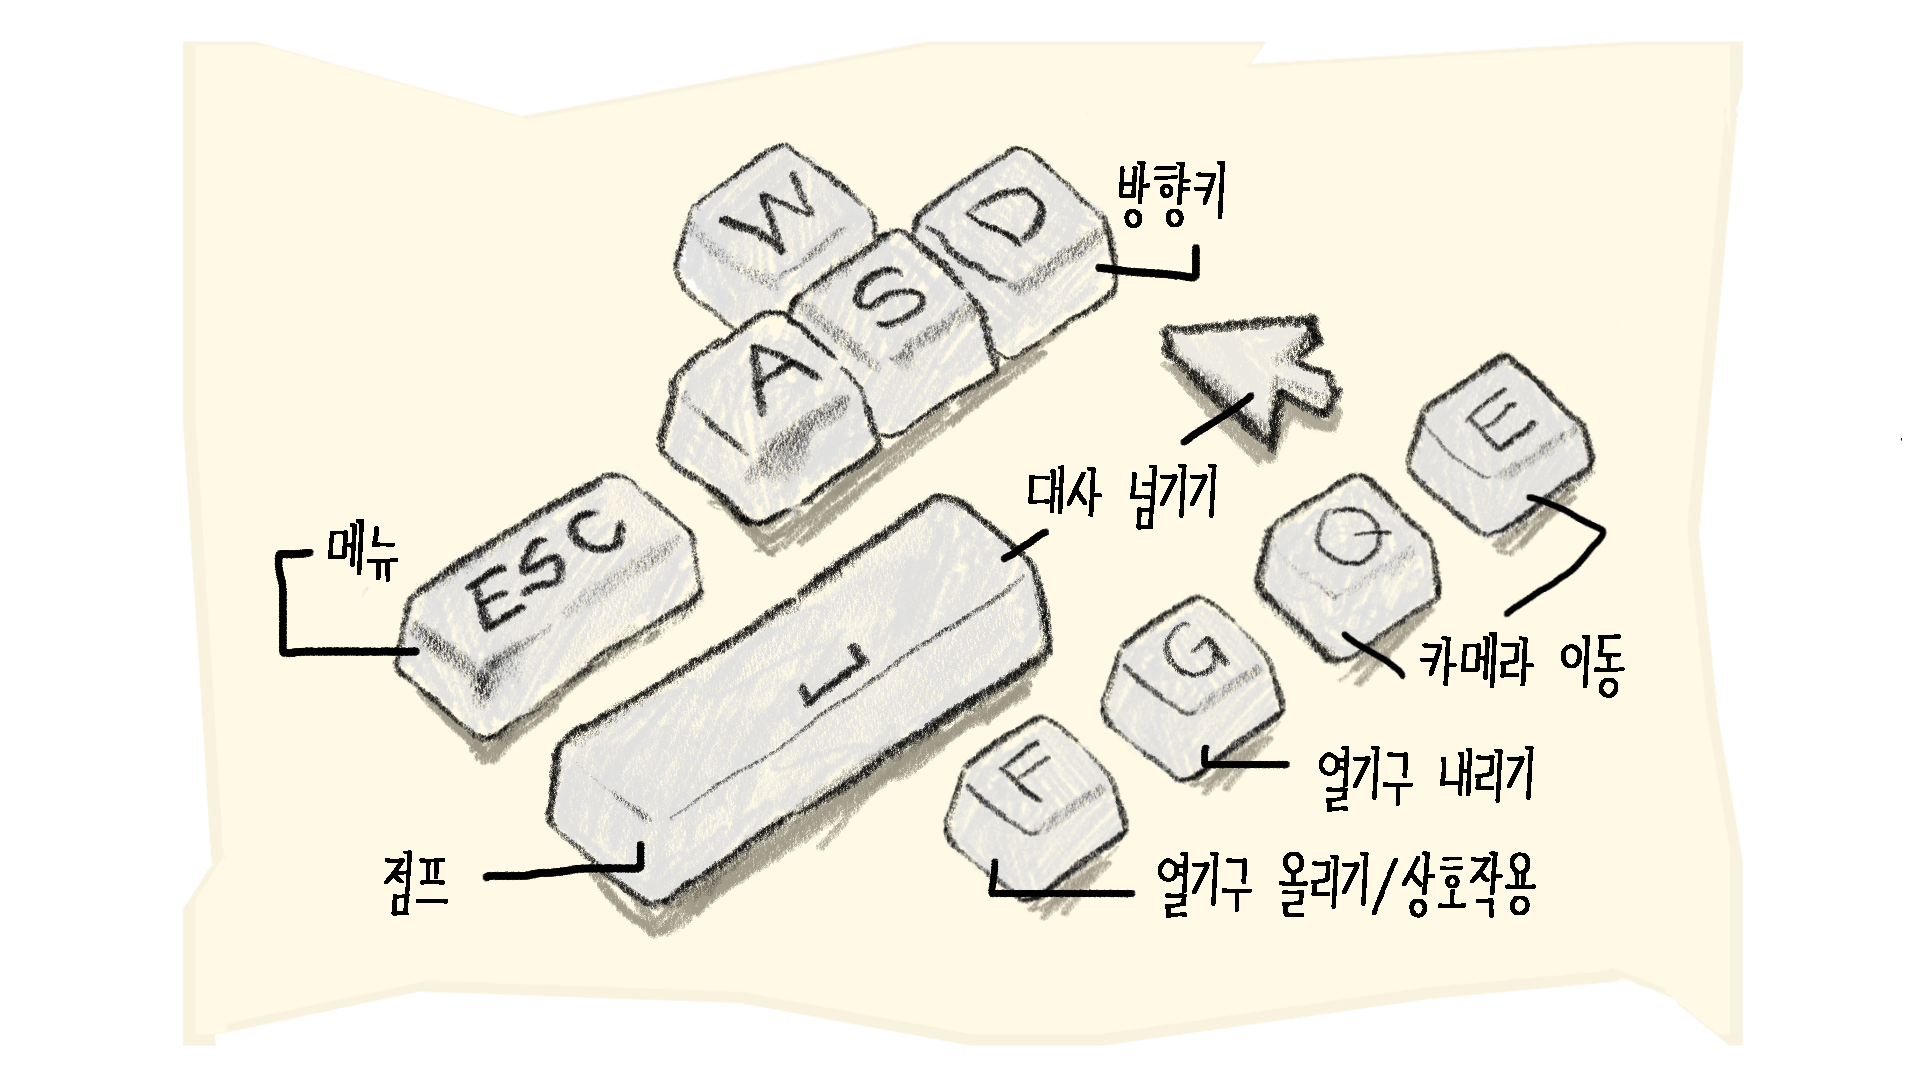 W
D
방향키
S
A
대사 넘기기
E
ESC
메뉴
Q
카메라 이동
G
열기구 내리기
F
열기구 올리기/상호작용
점프